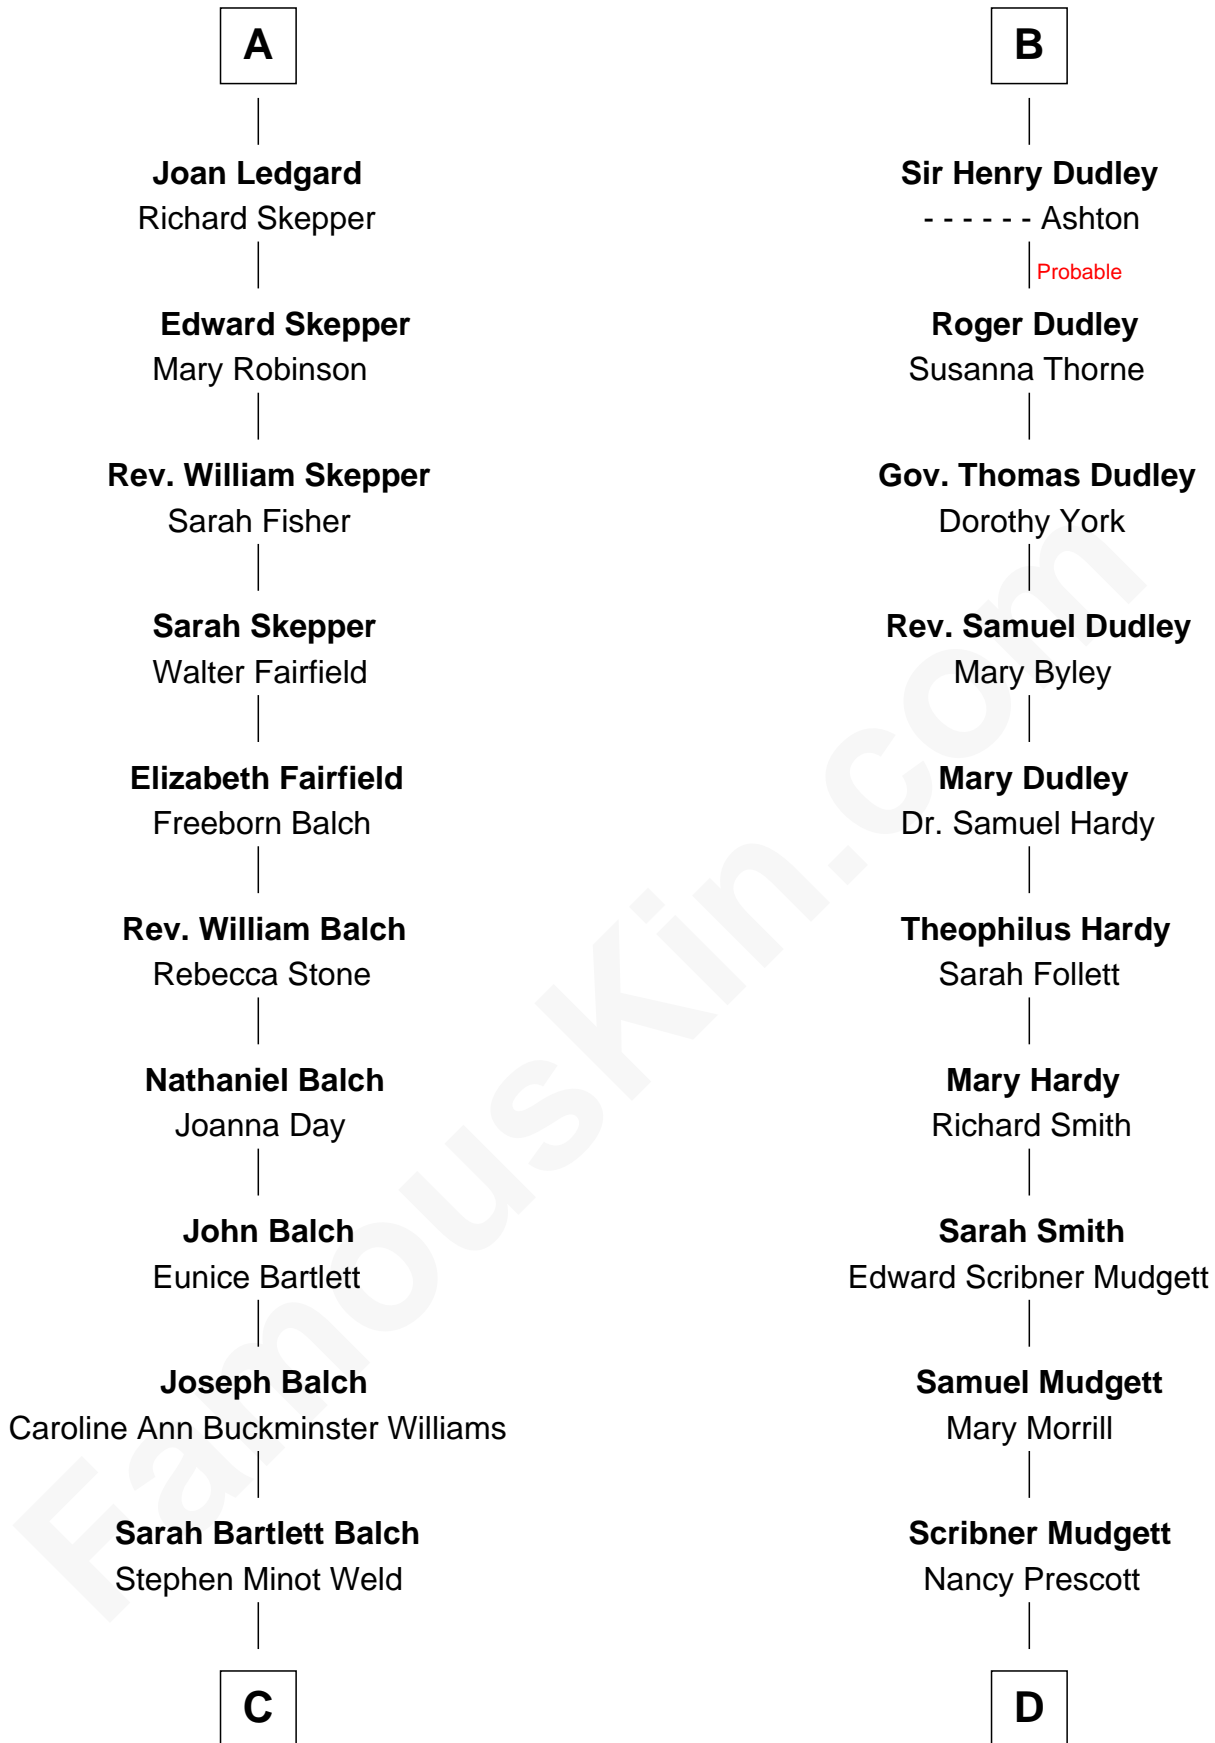 A
Joan Ledgard
Richard Skepper
Edward Skepper
Mary Robinson
Rev. William Skepper
Sarah Fisher
Sarah Skepper
Walter Fairfield
Elizabeth Fairfield
Freeborn Balch
Rev. William Balch
Rebecca Stone
Nathaniel Balch
Joanna Day
John Balch
Eunice Bartlett
Joseph Balch
Caroline Ann Buckminster Williams
Sarah Bartlett Balch
Stephen Minot Weld
C
B
Sir Henry Dudley
- - - - - - Ashton
Probable
Roger Dudley
Susanna Thorne
Gov. Thomas Dudley
Dorothy York
Rev. Samuel Dudley
Mary Byley
Mary Dudley
Dr. Samuel Hardy
Theophilus Hardy
Sarah Follett
Mary Hardy
Richard Smith
Sarah Smith
Edward Scribner Mudgett
Samuel Mudgett
Mary Morrill
Scribner Mudgett
Nancy Prescott
D
FamousKin.com